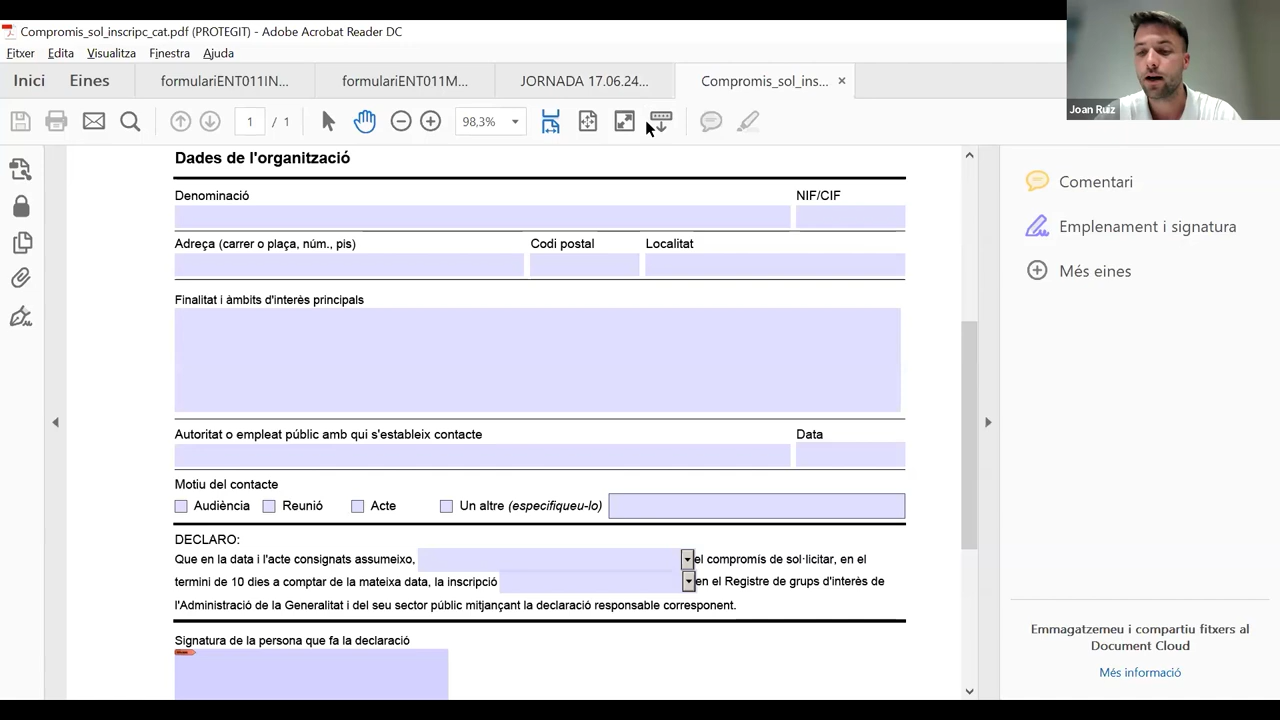 Compromis_sol_inscripc_cat.pdf (PROTEGIT) - Adobe Acrobat Reader DC
Fitxer Edita Visualitza Finestra Ajuda
Inici Eines formulariENT011IN... formulariENT011M... JORNADA 17.06.24... Compromis_sol_ins... ×
Joan Ruiz
1 / 1 98,3%
Dades de l'organització
Denominació NIF/CIF
Adreça (carrer o plaça, núm., pis) Codi postal Localitat
Finalitat i àmbits d'interès principals
Autoritat o empleat públic amb qui s'estableix contacte Data
Motiu del contacte
Audiència Reunió Acte Un altre (especifiqueu-lo)
DECLARO:
Que en la data i l'acte consignats assumeixo, el compromís de sol·licitar, en el
termini de 10 dies a comptar de la mateixa data, la inscripció en el Registre de grups d'interès de
l'Administració de la Generalitat i del seu sector públic mitjançant la declaració responsable corresponent.
Signatura de la persona que fa la declaració
Comentari
Emplenament i signatura
Més eines
Emmagatzemeu i compartiu fitxers al
Document Cloud
Més informació